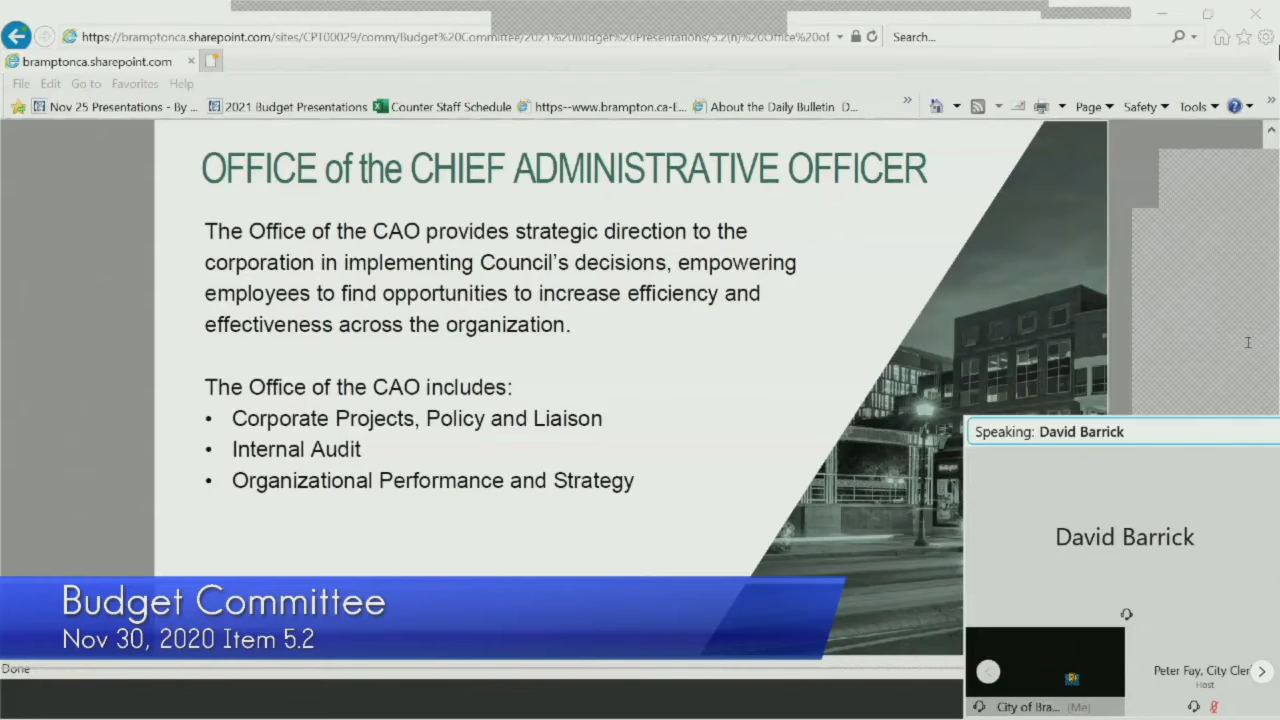 https://bramptonca.sharepoint.com/sites/CPT00029/comm/Budget%20Committee/2021%20Budget%20Presentations/5.2(h)%20Office%20of
Search...
bramptonca.sharepoint.com
File Edit Go to Favorites Help
Nov 25 Presentations - By ... 2021 Budget Presentations Counter Staff Schedule https--www.brampton.ca-E... About the Daily Bulletin D... Page Safety Tools
OFFICE of the CHIEF ADMINISTRATIVE OFFICER
The Office of the CAO provides strategic direction to the
corporation in implementing Council's decisions, empowering
employees to find opportunities to increase efficiency and
effectiveness across the organization.
The Office of the CAO includes:
• Corporate Projects, Policy and Liaison
• Internal Audit
• Organizational Performance and Strategy
Speaking: David Barrick
David Barrick
Budget Committee
Nov 30, 2020 Item 5.2
Done
Peter Fay, City Cler
Host
City of Bra... (Me)